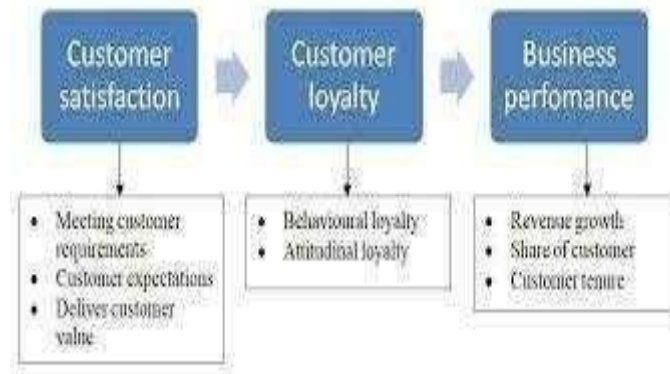 Customer
satisfaction
Customer
loyalty
Business
perfomance
• Meeting customer
requirements
• Customer expectations
• Deliver customer
value
• Behavioural loyalty
• Attitudinal loyalty
• Revenue growth
• Share of customer
• Customer tenure